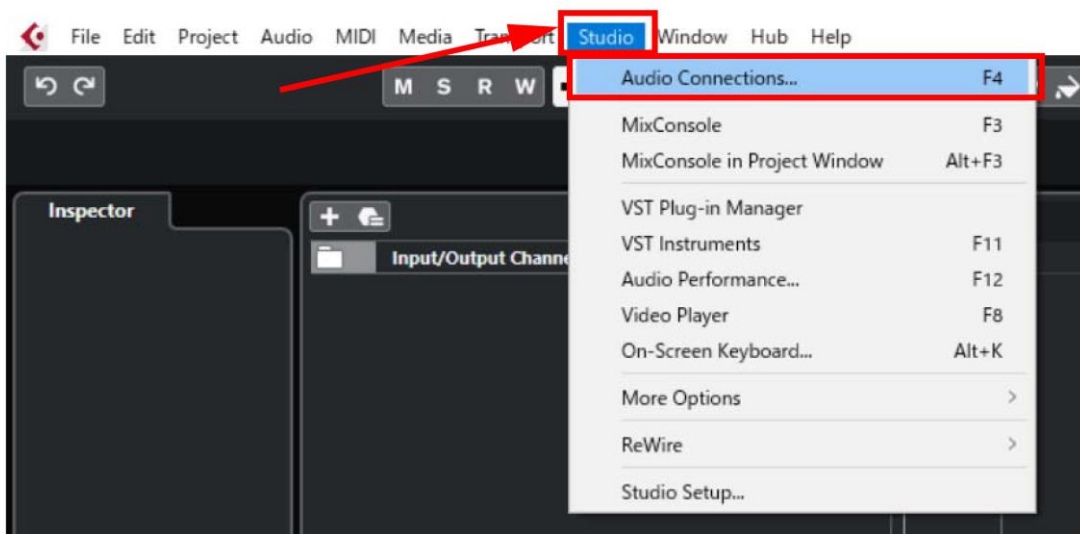 File Edit Project Audio MIDI Media Transport Studio Window Hub Help
M S R W
Audio Connections... F4
MixConsole F3
MixConsole in Project Window Alt+F3
Inspector
VST Plug-in Manager
VST Instruments F11
Input/Output Channe
Audio Performance... F12
Video Player F8
On-Screen Keyboard... Alt+K
More Options
ReWire
Studio Setup...